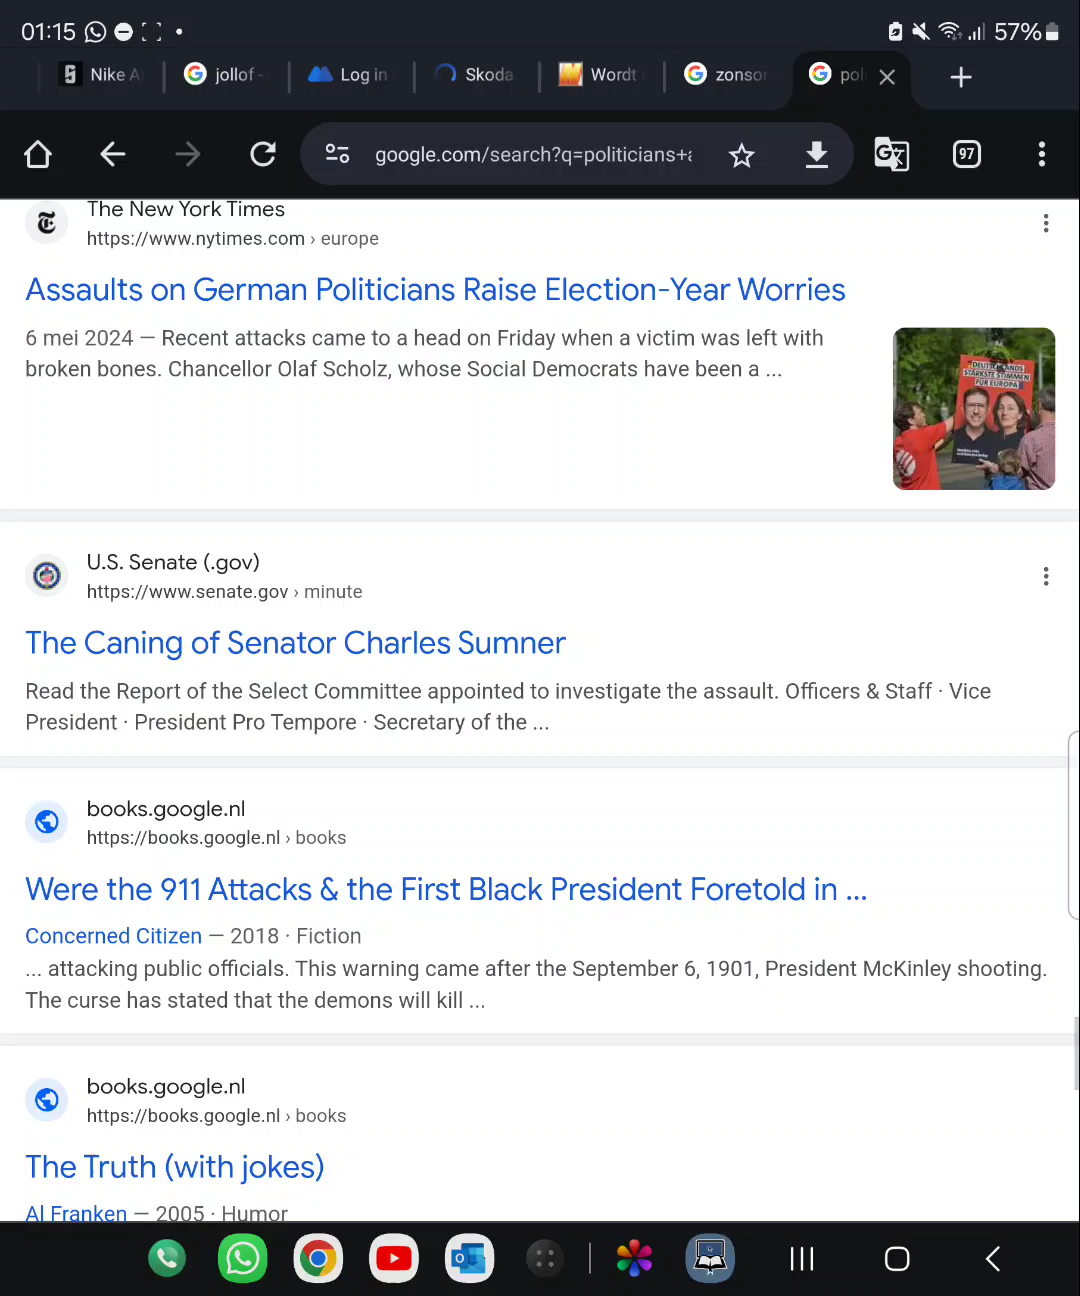 01:15
57%
Nike A
jollof -
Log in
Skoda
Wordt
zonsor
pol
google.com/search?q=politicians+a
97
The New York Times
https://www.nytimes.com › europe
Assaults on German Politicians Raise Election-Year Worries
6 mei 2024 — Recent attacks came to a head on Friday when a victim was left with
broken bones. Chancellor Olaf Scholz, whose Social Democrats have been a ...
DEUTSCHLANDS
STÄRKSTE STIMMEN
FÜR EUROPA
U.S. Senate (.gov)
https://www.senate.gov › minute
The Caning of Senator Charles Sumner
Read the Report of the Select Committee appointed to investigate the assault. Officers & Staff · Vice
President · President Pro Tempore · Secretary of the ...
books.google.nl
https://books.google.nl › books
Were the 911 Attacks & the First Black President Foretold in ...
Concerned Citizen — 2018 · Fiction
... attacking public officials. This warning came after the September 6, 1901, President McKinley shooting.
The curse has stated that the demons will kill ...
books.google.nl
https://books.google.nl › books
The Truth (with jokes)
Al Franken — 2005 · Humor